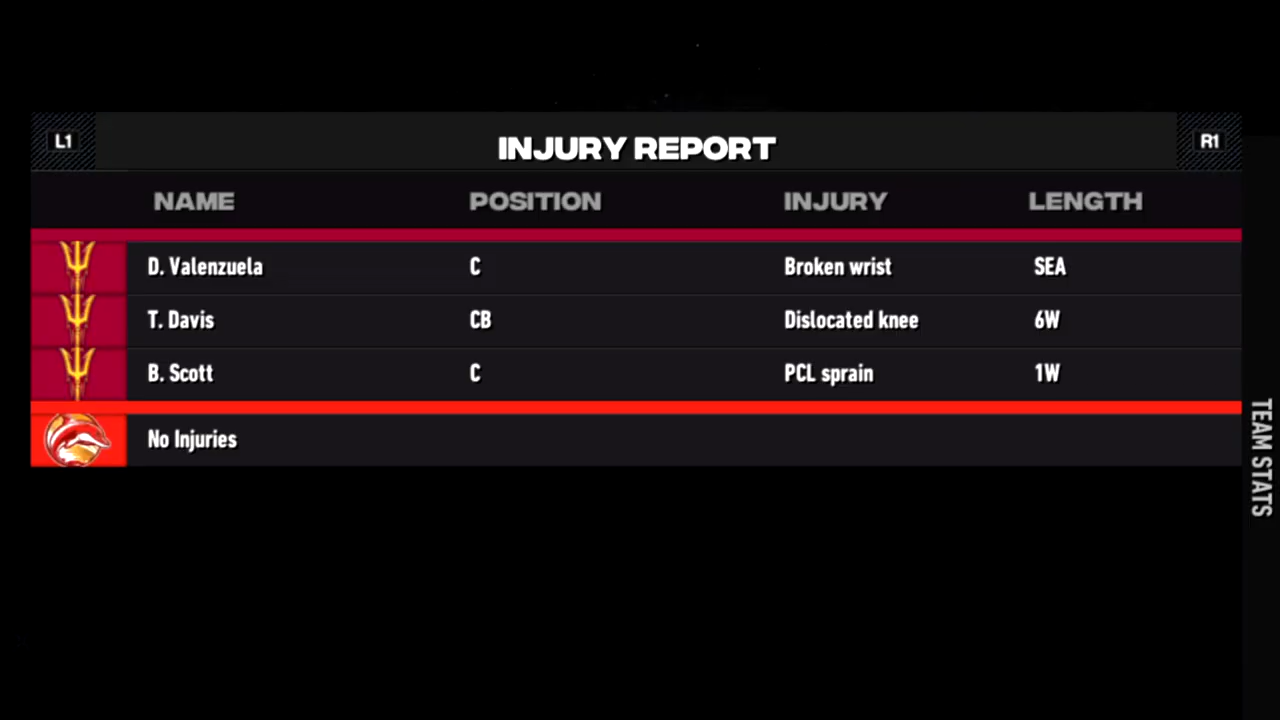 L1 INJURY REPORT R1
NAME POSITION INJURY LENGTH
D. Valenzuela C Broken wrist SEA
T. Davis CB Dislocated knee 6W
B. Scott C PCL sprain 1W
No Injuries
TEAM STATS